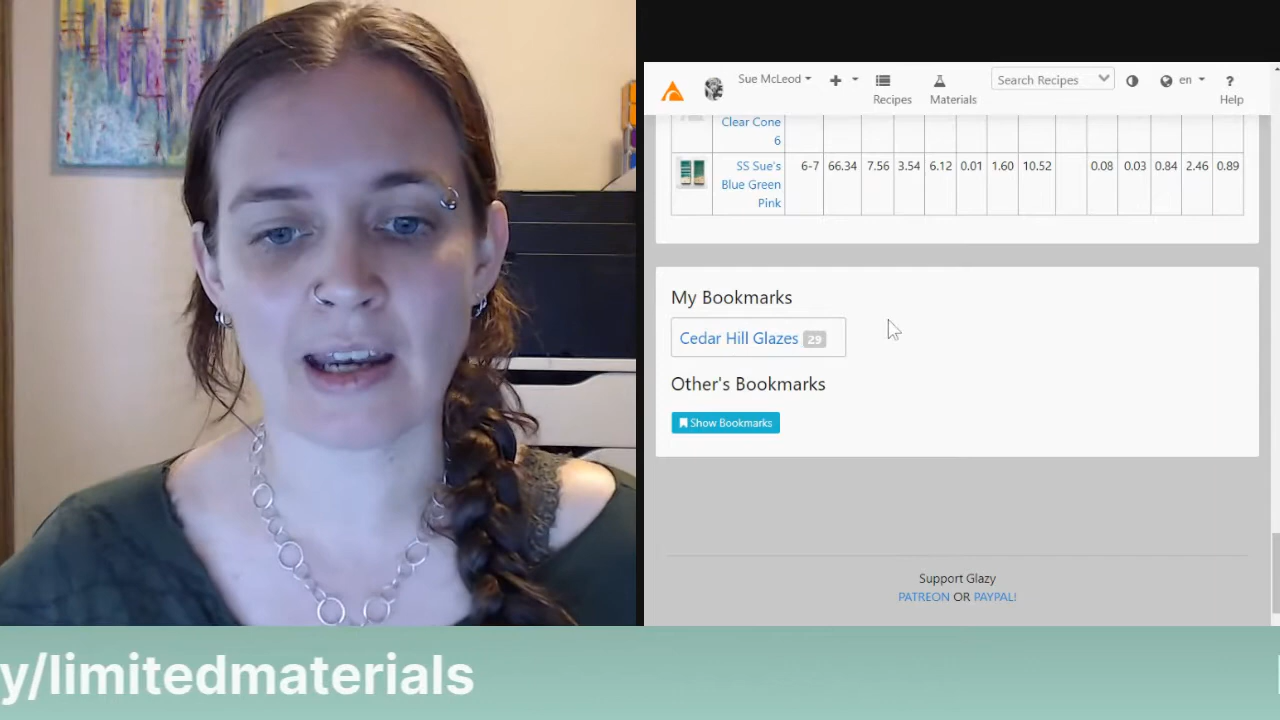 Sue McLeod
Recipes
Materials
Search Recipes
en
?
Help
Clear Cone
6
SS Sue's
Blue Green
Pink
6-7 66.34 7.56 3.54 6.12 0.01 1.60 10.52 0.08 0.03 0.84 2.46 0.89
My Bookmarks
Cedar Hill Glazes 29
Other's Bookmarks
Show Bookmarks
Support Glazy
PATREON OR PAYPAL!
y/limitedmaterials